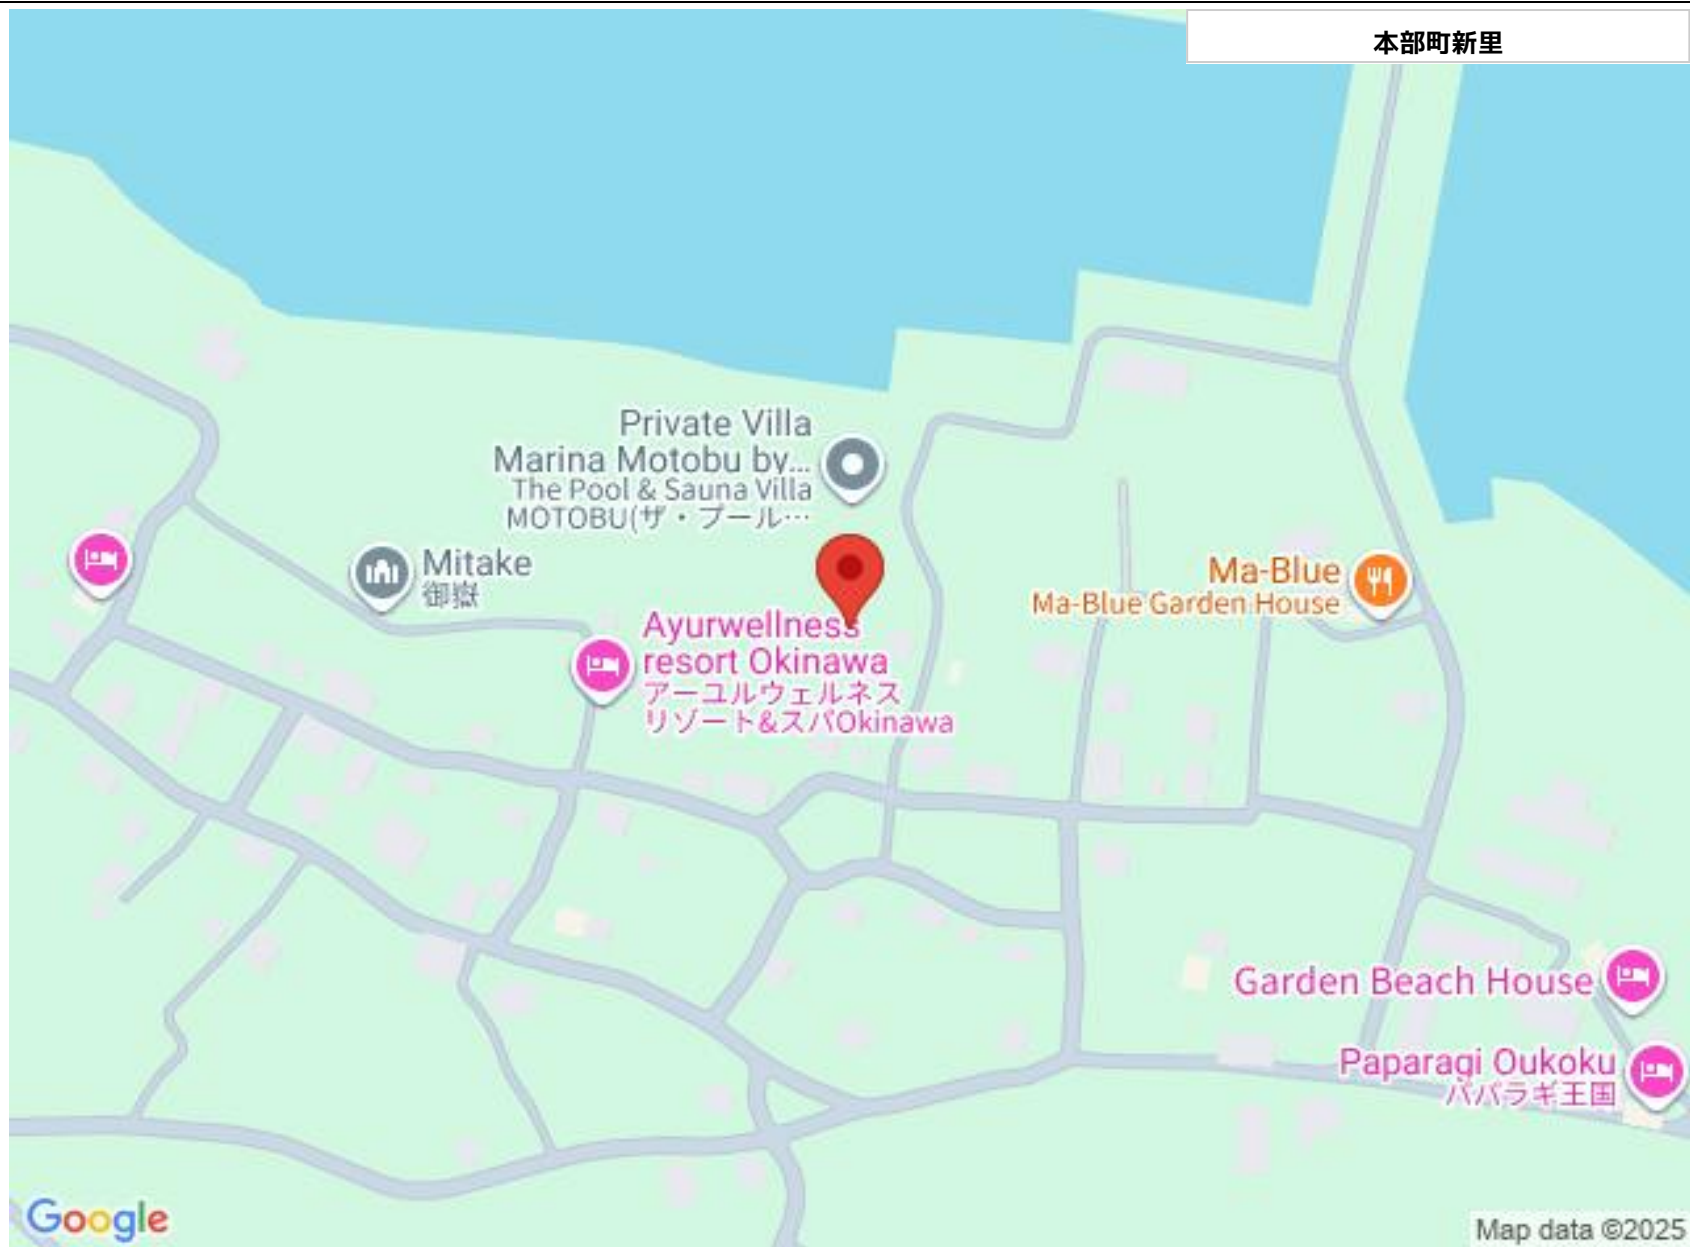 本部町新里
Private Villa
Marina Motobu by...
The Pool & Sauna Villa
MOTOBU(ザ・プール…
Mitake
御嶽
Ma-Blue
Ma-Blue Garden House
Ayurwellness
resort Okinawa
アーユルウェルネス
リゾート&スパOkinawa
Garden Beach House
Paparagi Oukoku
パパラギ王国
Google
Map data ©2025